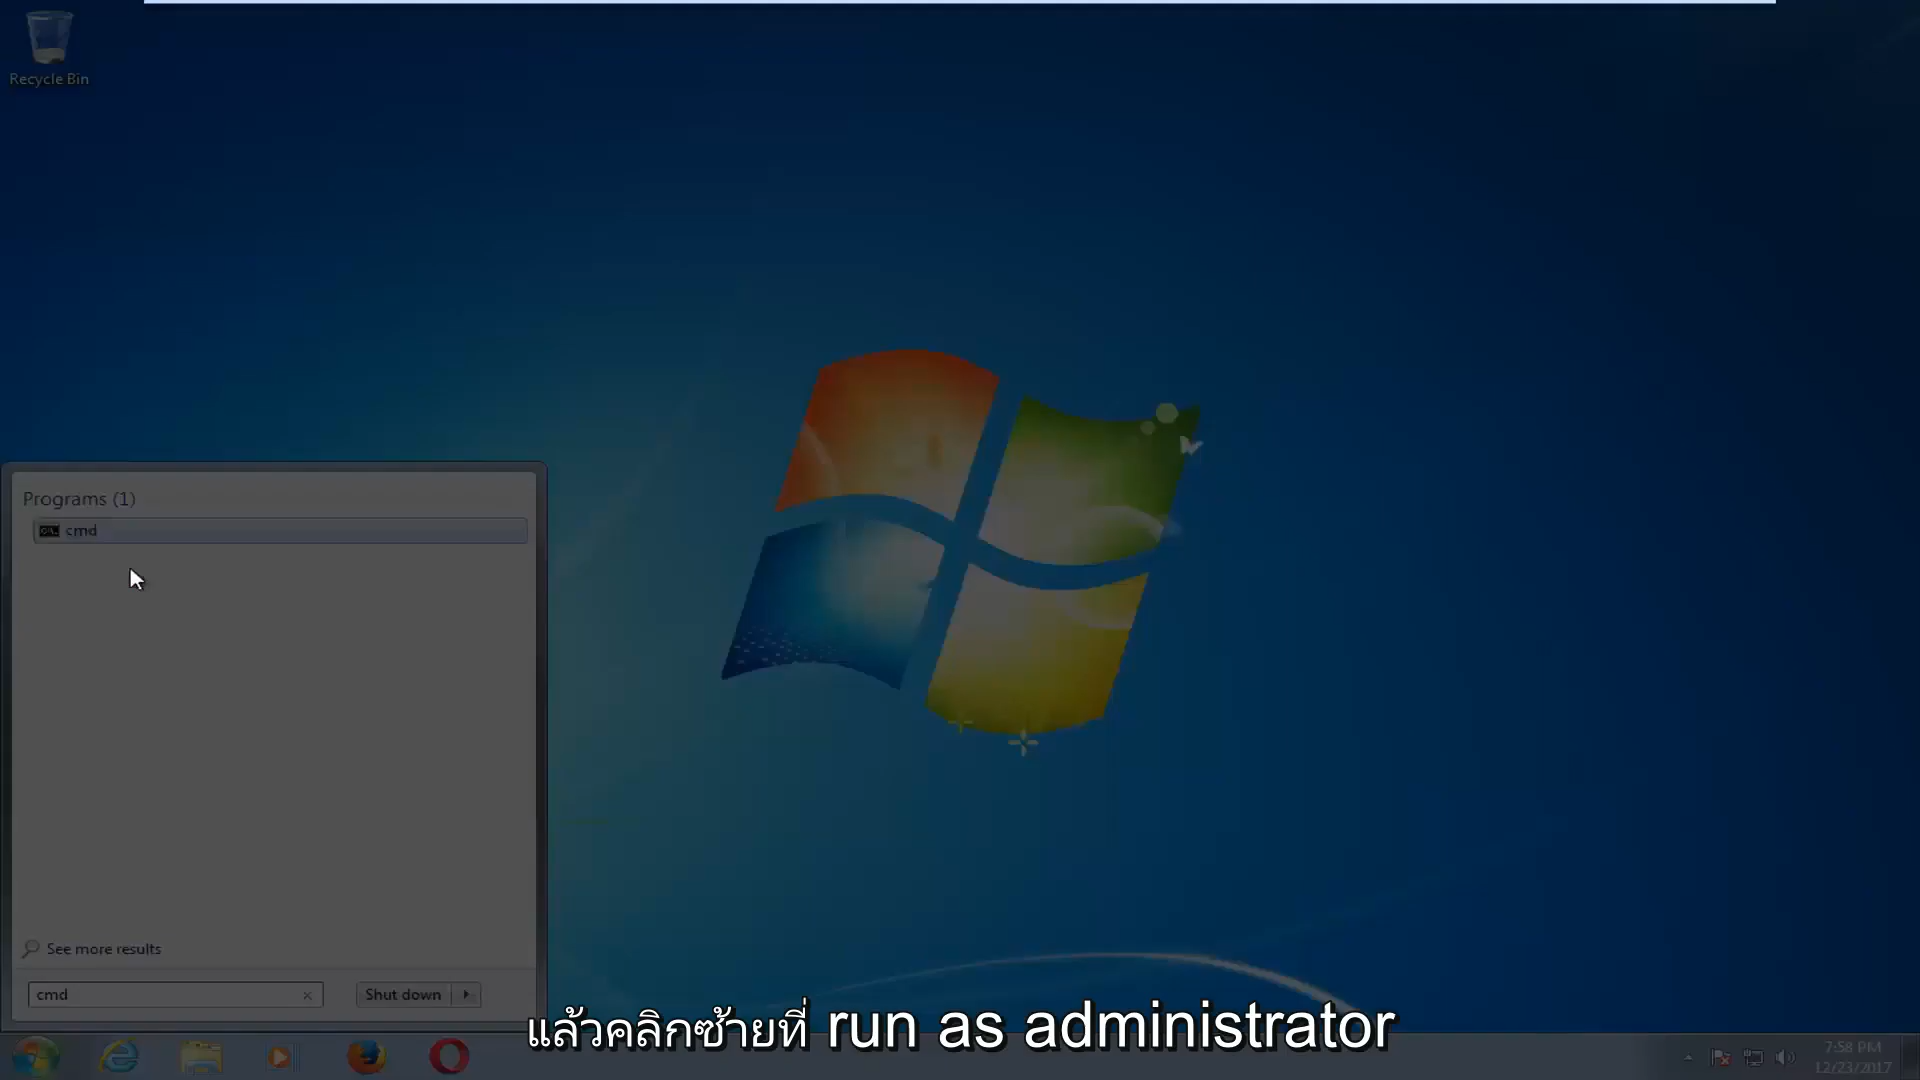 Recycle Bin
Programs (1)
cmd
See more results
cmd
Shut down
แล้วคลิกซ้ายที่ run as administrator
7:58 PM
12/23/2017